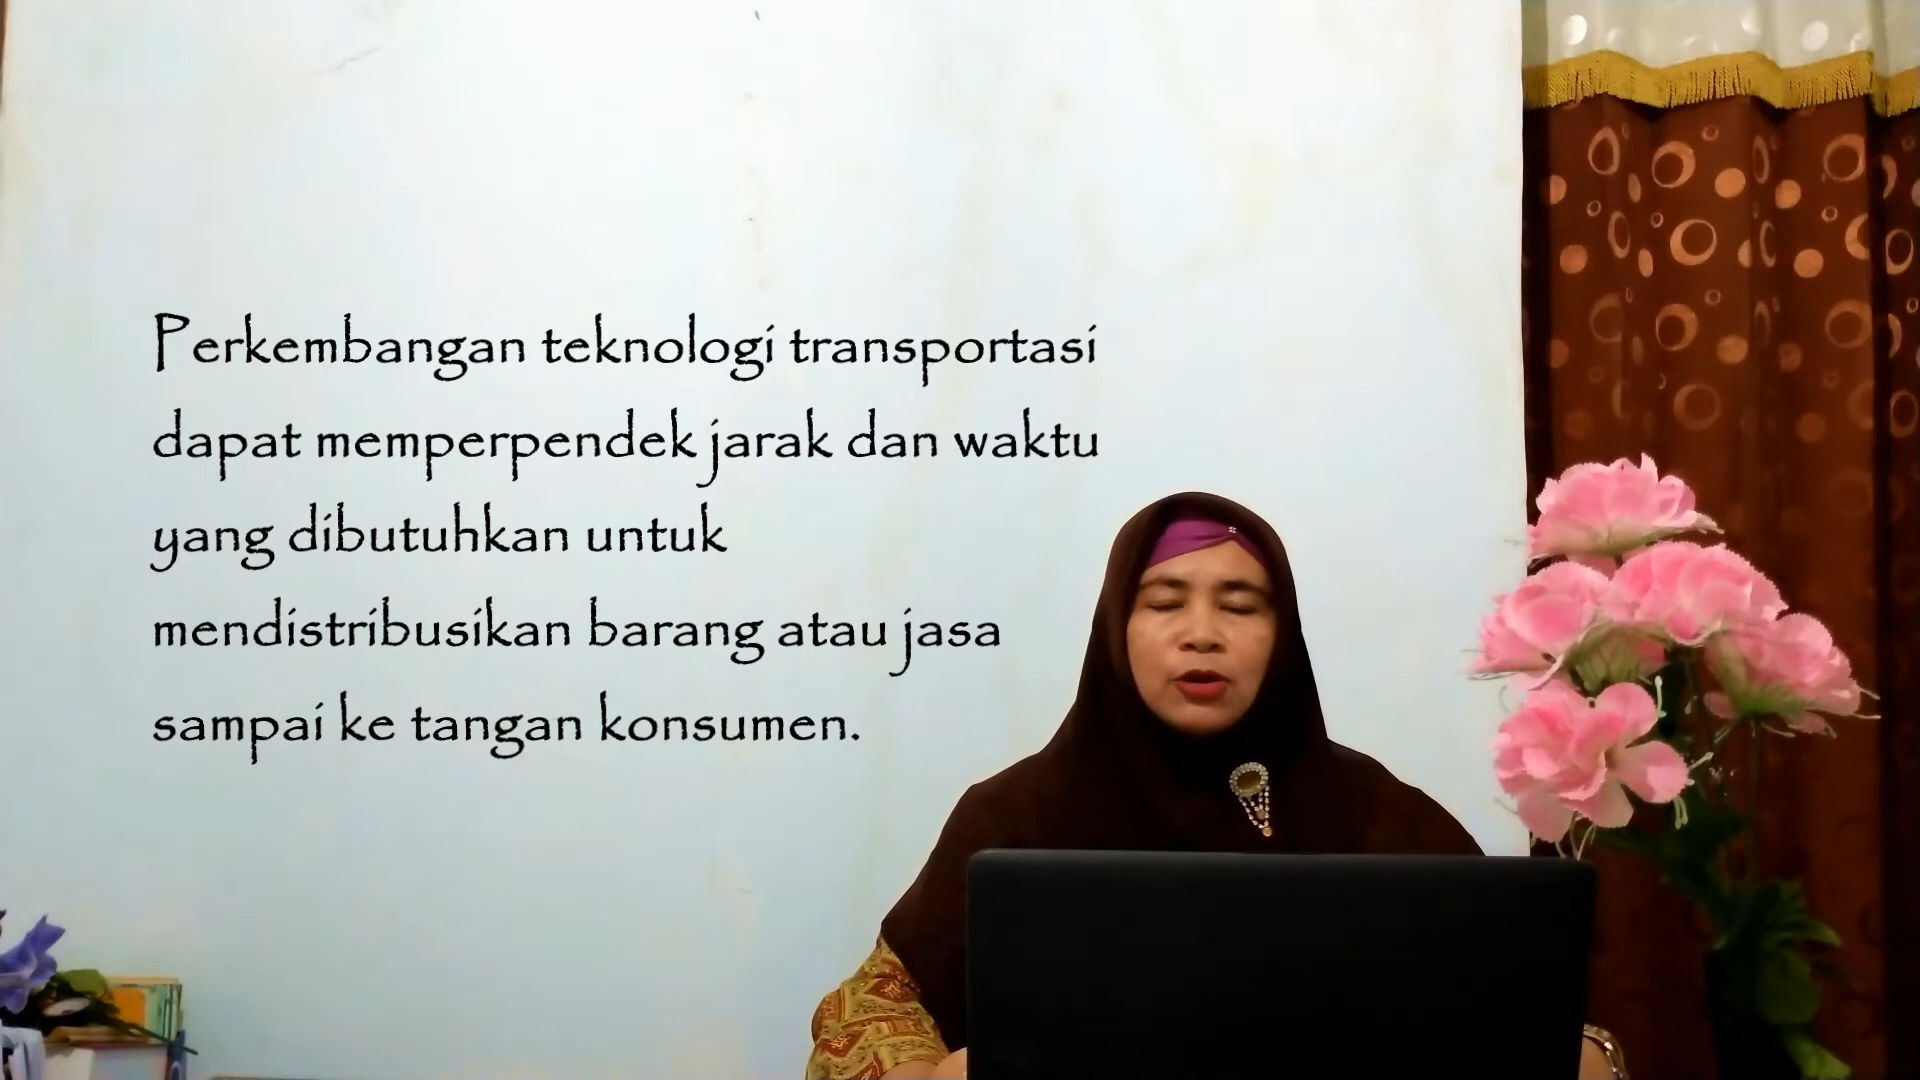 Perkembangan teknologi transportasi
dapat memperpendek jarak dan waktu
yang dibutuhkan untuk
mendistribusikan barang atau jasa
sampai ke tangan konsumen.